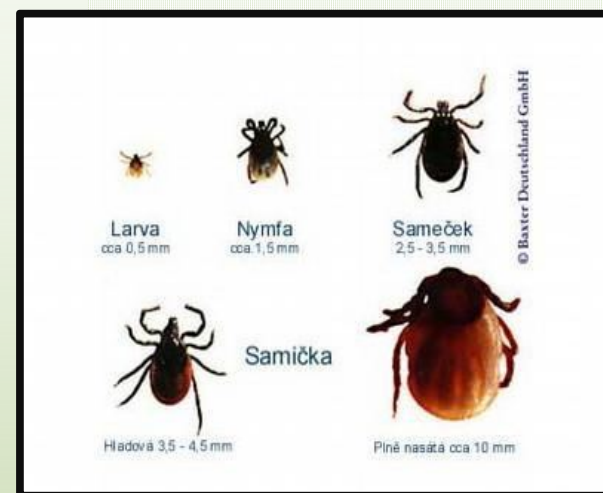 Larva
cca 0,5 mm
Nymfa
cca 1,5 mm
Sameček
2,5 - 3,5 mm
© Baxter Deutschland GmbH
Samička
Hladová 3,5 - 4,5 mm
Plně nasátá cca 10 mm